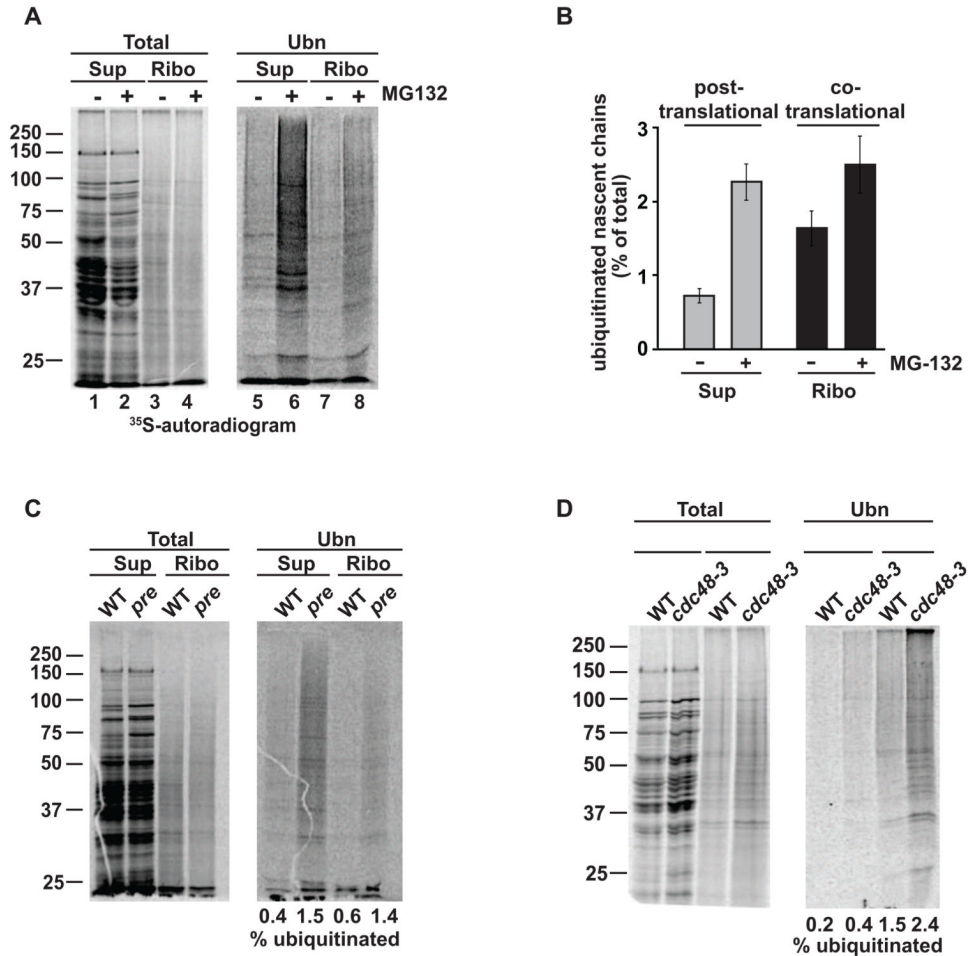 A
Total
Ubn
Sup Ribo
Sup Ribo
- + - +
- + - + MG132
250
150
100
75
50
37
25
1 2 3 4
5 6 7 8
35S-autoradiogram
B
post-translational
co-translational
ubiquitinated nascent chains
(% of total)
3
2
1
0
– + – +
MG-132
Sup Ribo
C
Total
Ubn
Sup Ribo
Sup Ribo
WT pre WT pre
WT pre WT pre
250
150
100
75
50
37
25
0.4 1.5 0.6 1.4
% ubiquitinated
D
Total
Ubn
WT cdc48-3 WT cdc48-3
WT cdc48-3 WT cdc48-3
250
150
100
75
50
37
25
0.2 0.4 1.5 2.4
% ubiquitinated